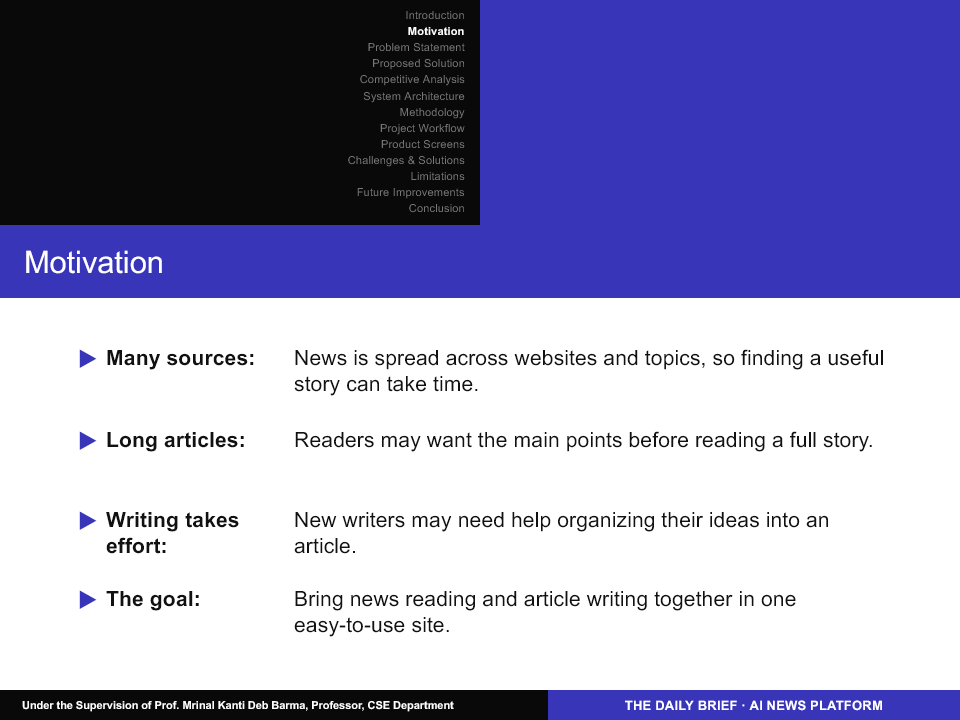 Introduction
Motivation
Problem Statement
Proposed Solution
Competitive Analysis
System Architecture
Methodology
Project Workflow
Product Screens
Challenges & Solutions
Limitations
Future Improvements
Conclusion
Motivation
▶ Many sources: News is spread across websites and topics, so finding a useful
story can take time.
▶ Long articles: Readers may want the main points before reading a full story.
▶ Writing takes New writers may need help organizing their ideas into an
effort: article.
▶ The goal: Bring news reading and article writing together in one
easy-to-use site.
Under the Supervision of Prof. Mrinal Kanti Deb Barma, Professor, CSE Department
THE DAILY BRIEF · AI NEWS PLATFORM